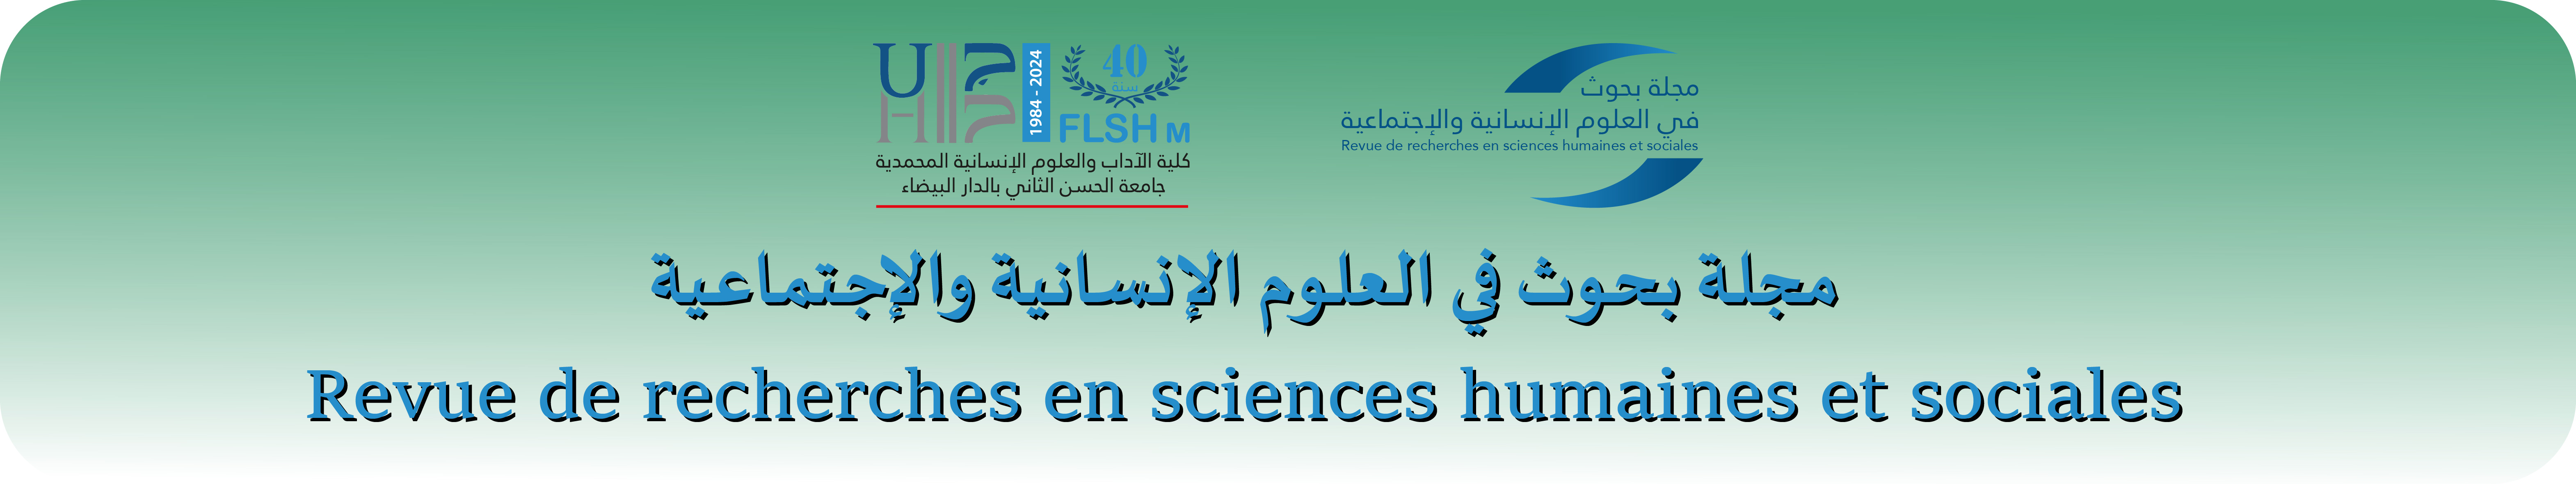 1984 - 2024
40
سنة
FLSH M
كلية الآداب والعلوم الإنسانية المحمدية
جامعة الحسن الثاني بالدار البيضاء
مجلة بحوث
في العلوم الإنسانية والإجتماعية
Revue de recherches en sciences humaines et sociales
مجلة بحوث في العلوم الإنسانية والإجتماعية
Revue de recherches en sciences humaines et sociales